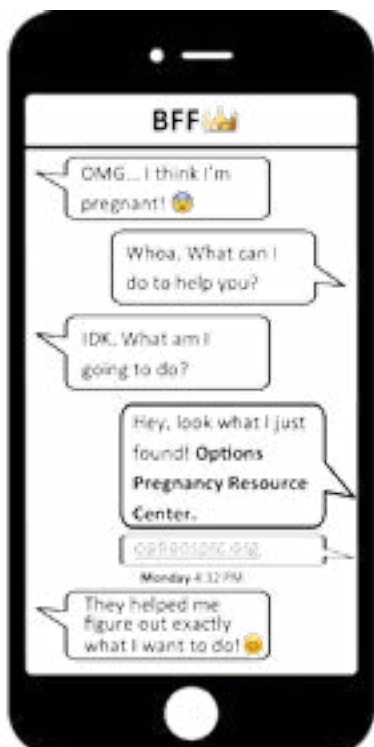 BFF👑
OMG... I think I'm
pregnant! 😨
Whoa. What can I
do to help you?
IDK. What am I
going to do?
Hey, look what I just
found! Options
Pregnancy Resource
Center.
Monday 4:32 PM
They helped me
figure out exactly
what I want to do! 😊